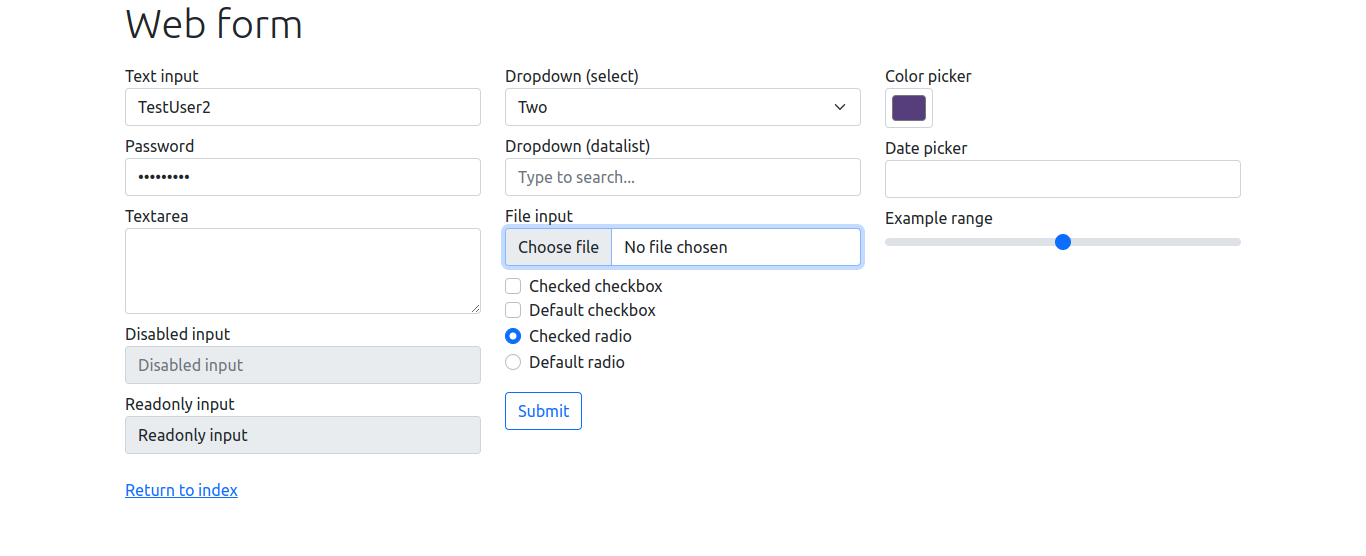 Web form
Text input
TestUser2
Password
•••••••••
Textarea
Disabled input
Disabled input
Readonly input
Readonly input
Return to index
Dropdown (select)
Two
Dropdown (datalist)
Type to search...
File input
Choose file No file chosen
Checked checkbox
Default checkbox
Checked radio
Default radio
Submit
Color picker
Date picker
Example range